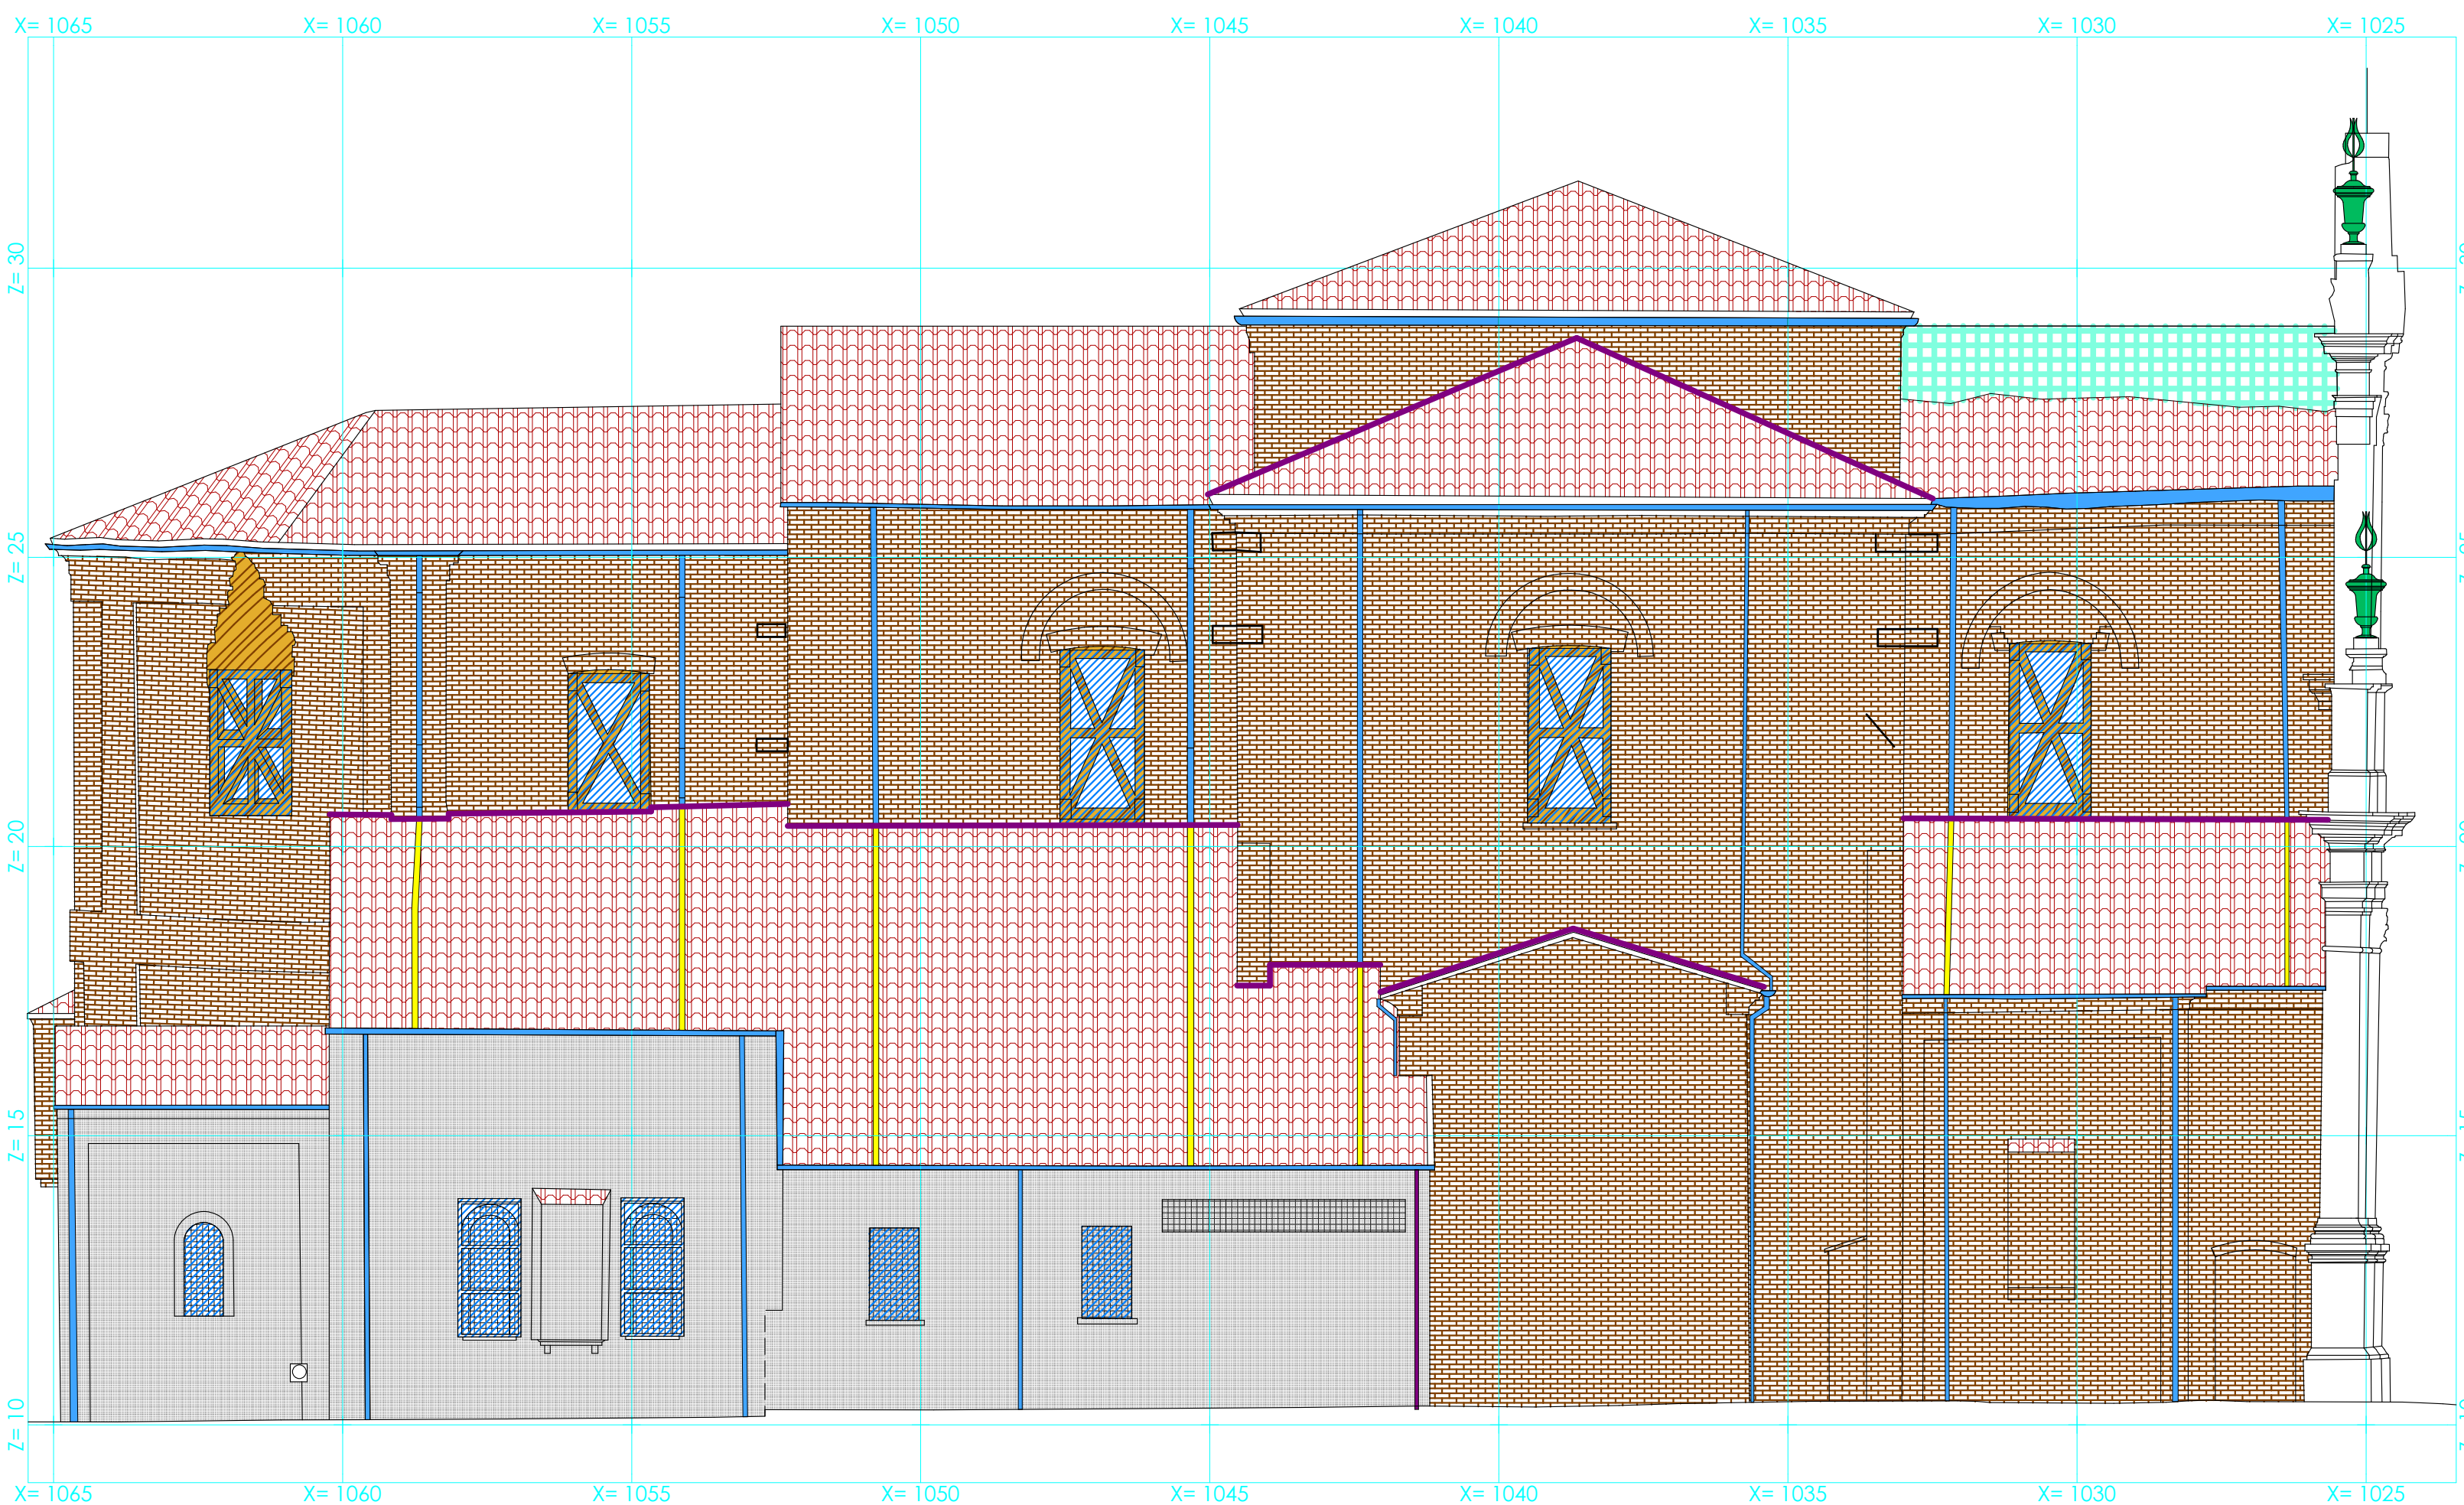 X= 1065 X= 1060 X= 1055 X= 1050 X= 1045 X= 1040 X= 1035 X= 1030 X= 1025
Z= 30
Z= 25
Z= 20
Z= 15
Z= 10
X= 1065 X= 1060 X= 1055 X= 1050 X= 1045 X= 1040 X= 1035 X= 1030 X= 1025